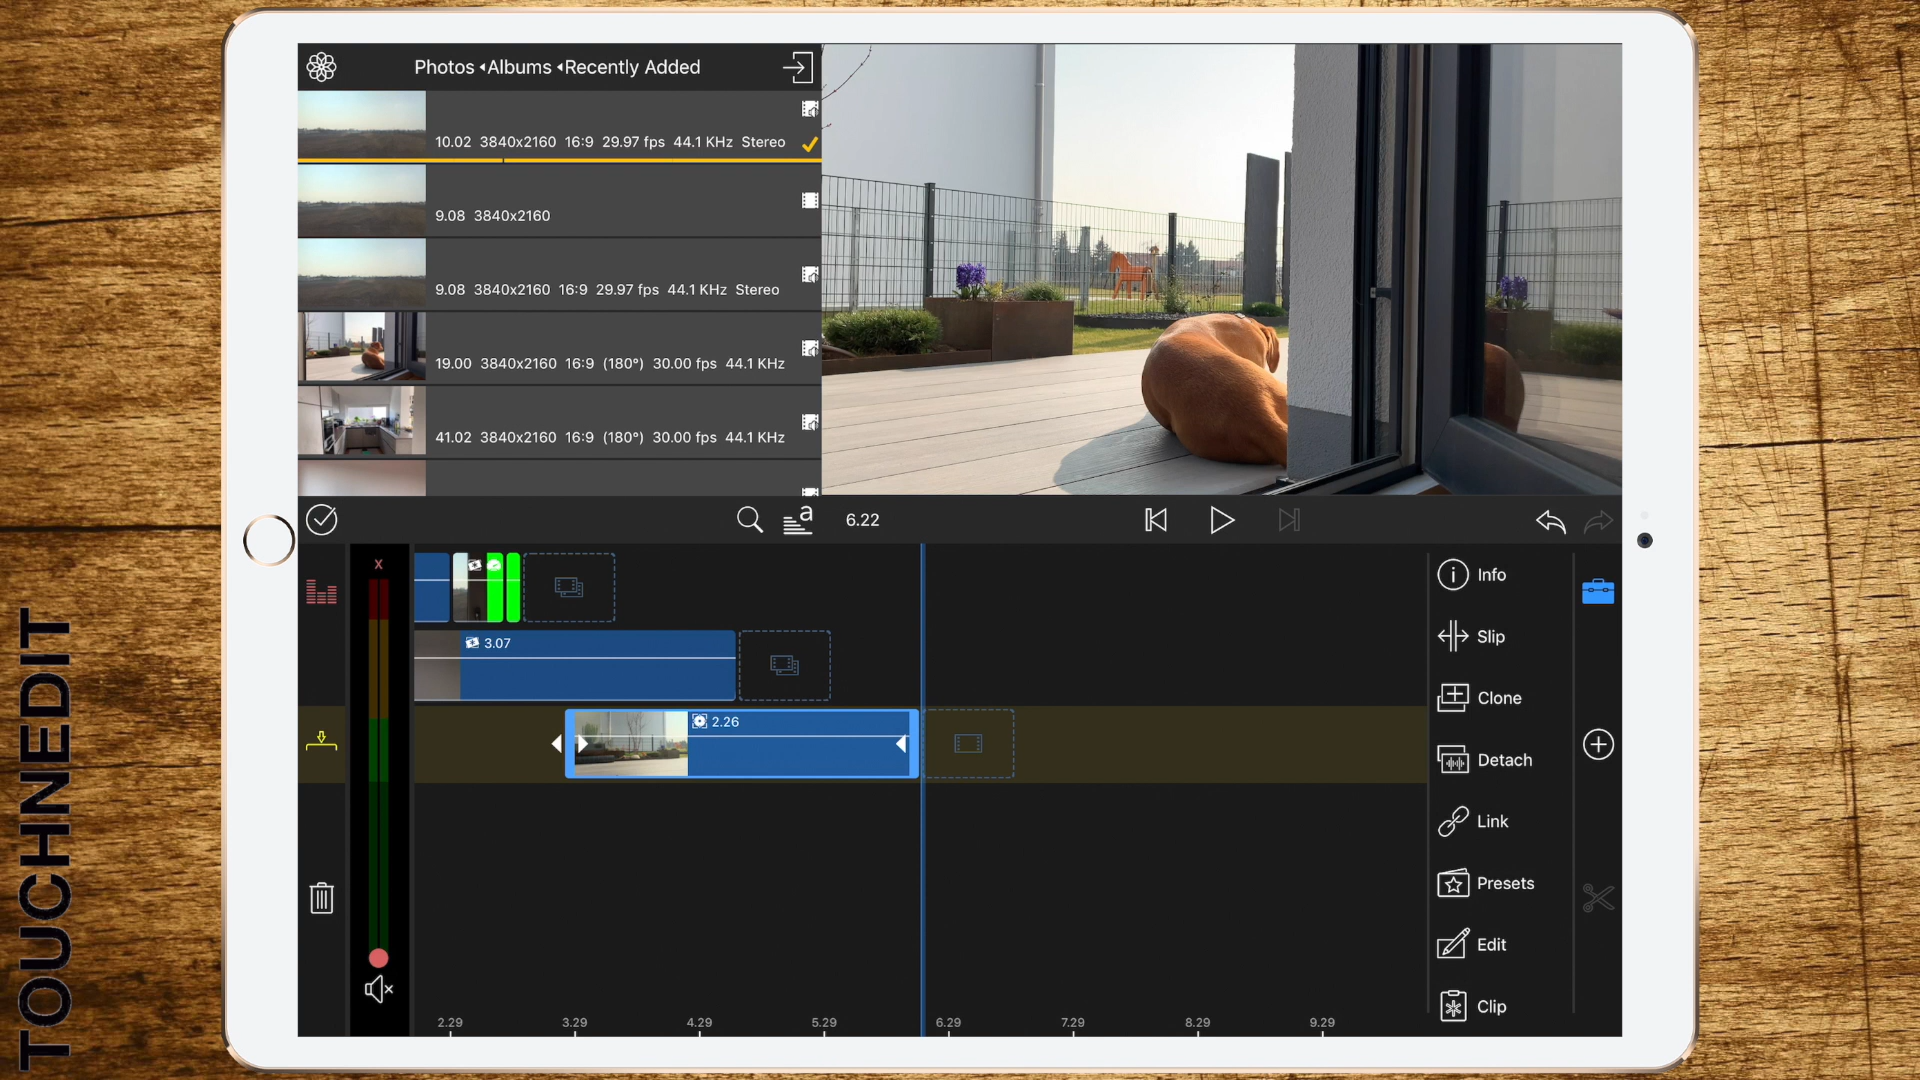 Photos ◂Albums ◂Recently Added
10.02 3840x2160 16:9 29.97 fps 44.1 KHz Stereo
9.08 3840x2160
9.08 3840x2160 16:9 29.97 fps 44.1 KHz Stereo
19.00 3840x2160 16:9 (180°) 30.00 fps 44.1 KHz
41.02 3840x2160 16:9 (180°) 30.00 fps 44.1 KHz
a
6.22
x
3.07
2.26
Info
Slip
Clone
Detach
Link
Presets
Edit
Clip
2.29 3.29 4.29 5.29 6.29 7.29 8.29 9.29
TOUCHNEDIT